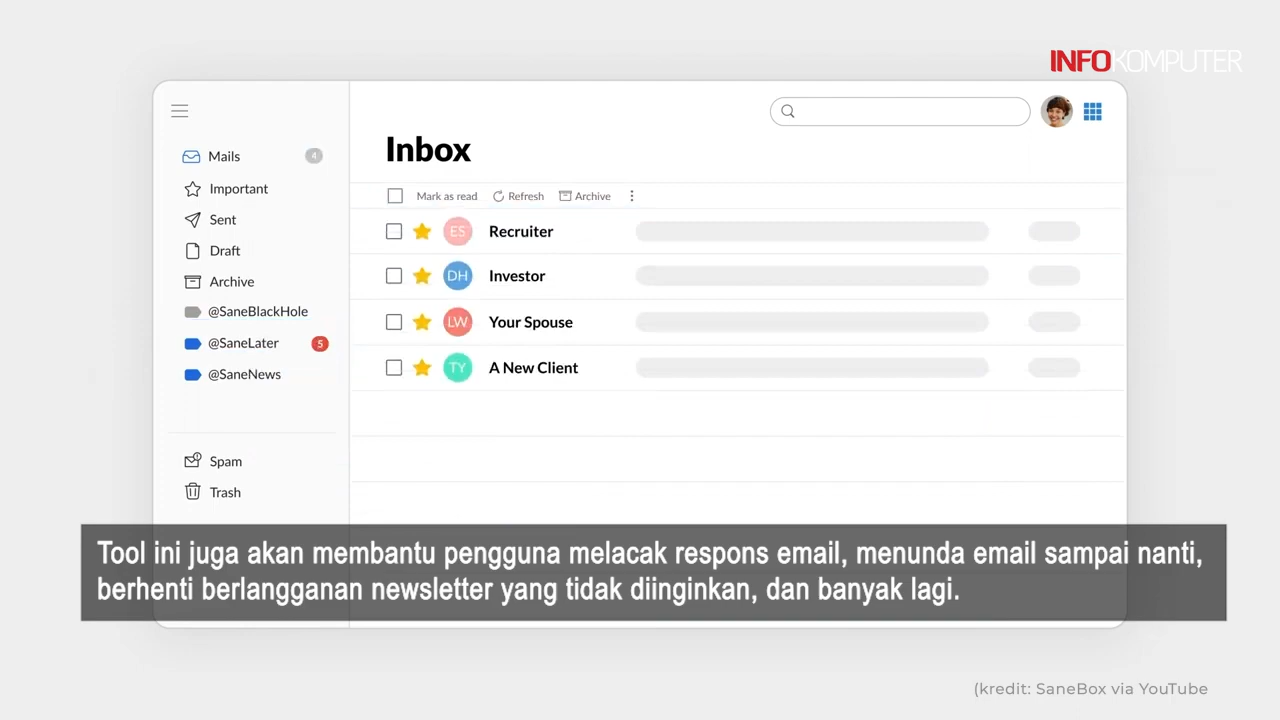 INFOKOMPUTER
Inbox
Mails 4
Important
Sent
Draft
Archive
@SaneBlackHole
@SaneLater 5
@SaneNews
Spam
Trash
Mark as read Refresh Archive
ES Recruiter
DH Investor
LW Your Spouse
TY A New Client
Tool ini juga akan membantu pengguna melacak respons email, menunda email sampai nanti,
berhenti berlangganan newsletter yang tidak diinginkan, dan banyak lagi.
(kredit: SaneBox via YouTube